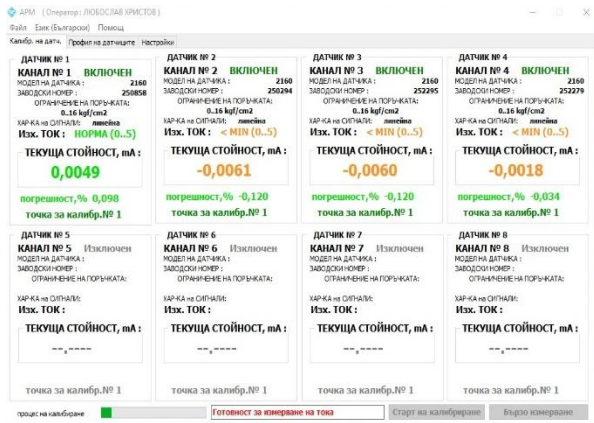 АРМ ( Оператор : ЛЮБОСЛАВ ХРИСТОВ )
Файл Език (Български) Помощ
Калибр. на датч. Профил на датчиците Настройки
ДАТЧИК № 1
КАНАЛ № 1 ВКЛЮЧЕН
МОДЕЛ НА ДАТЧИКА : 2160
ЗАВОДСКИ НОМЕР : 250858
ОГРАНИЧЕНИЕ НА ПОРЪЧКАТА:
0..16 kgf/cm2
ХАР-КА на СИГНАЛИ: линейна
Изх. ТОК : НОРМА (0..5)
ТЕКУЩА СТОЙНОСТ, mA :
0,0049
погрешност,% 0,098
точка за калибр.№ 1
ДАТЧИК № 2
КАНАЛ № 2 ВКЛЮЧЕН
МОДЕЛ НА ДАТЧИКА : 2160
ЗАВОДСКИ НОМЕР : 250294
ОГРАНИЧЕНИЕ НА ПОРЪЧКАТА:
0..16 kgf/cm2
ХАР-КА на СИГНАЛИ: линейна
Изх. ТОК : < MIN (0..5)
ТЕКУЩА СТОЙНОСТ, mA :
-0,0061
погрешност,% -0,120
точка за калибр.№ 1
ДАТЧИК № 3
КАНАЛ № 3 ВКЛЮЧЕН
МОДЕЛ НА ДАТЧИКА : 2160
ЗАВОДСКИ НОМЕР : 252295
ОГРАНИЧЕНИЕ НА ПОРЪЧКАТА:
0..16 kgf/cm2
ХАР-КА на СИГНАЛИ: линейна
Изх. ТОК : < MIN (0..5)
ТЕКУЩА СТОЙНОСТ, mA :
-0,0060
погрешност,% -0,120
точка за калибр.№ 1
ДАТЧИК № 4
КАНАЛ № 4 ВКЛЮЧЕН
МОДЕЛ НА ДАТЧИКА : 2160
ЗАВОДСКИ НОМЕР : 252279
ОГРАНИЧЕНИЕ НА ПОРЪЧКАТА:
0..16 kgf/cm2
ХАР-КА на СИГНАЛИ: линейна
Изх. ТОК : < MIN (0..5)
ТЕКУЩА СТОЙНОСТ, mA :
-0,0018
погрешност,% -0,034
точка за калибр.№ 1
ДАТЧИК № 5
КАНАЛ № 5 Изключен
МОДЕЛ НА ДАТЧИКА :
ЗАВОДСКИ НОМЕР :
ОГРАНИЧЕНИЕ НА ПОРЪЧКАТА:
ХАР-КА на СИГНАЛИ:
Изх. ТОК :
ТЕКУЩА СТОЙНОСТ, mA :
--,----
точка за калибр.№ 1
ДАТЧИК № 6
КАНАЛ № 6 Изключен
МОДЕЛ НА ДАТЧИКА :
ЗАВОДСКИ НОМЕР :
ОГРАНИЧЕНИЕ НА ПОРЪЧКАТА:
ХАР-КА на СИГНАЛИ:
Изх. ТОК :
ТЕКУЩА СТОЙНОСТ, mA :
--,----
точка за калибр.№ 1
ДАТЧИК № 7
КАНАЛ № 7 Изключен
МОДЕЛ НА ДАТЧИКА :
ЗАВОДСКИ НОМЕР :
ОГРАНИЧЕНИЕ НА ПОРЪЧКАТА:
ХАР-КА на СИГНАЛИ:
Изх. ТОК :
ТЕКУЩА СТОЙНОСТ, mA :
--,----
точка за калибр.№ 1
ДАТЧИК № 8
КАНАЛ № 8 Изключен
МОДЕЛ НА ДАТЧИКА :
ЗАВОДСКИ НОМЕР :
ОГРАНИЧЕНИЕ НА ПОРЪЧКАТА:
ХАР-КА на СИГНАЛИ:
Изх. ТОК :
ТЕКУЩА СТОЙНОСТ, mA :
--,----
точка за калибр.№ 1
процес на калибриране Готовност за измерване на тока Старт на калибриране Бързо измерване